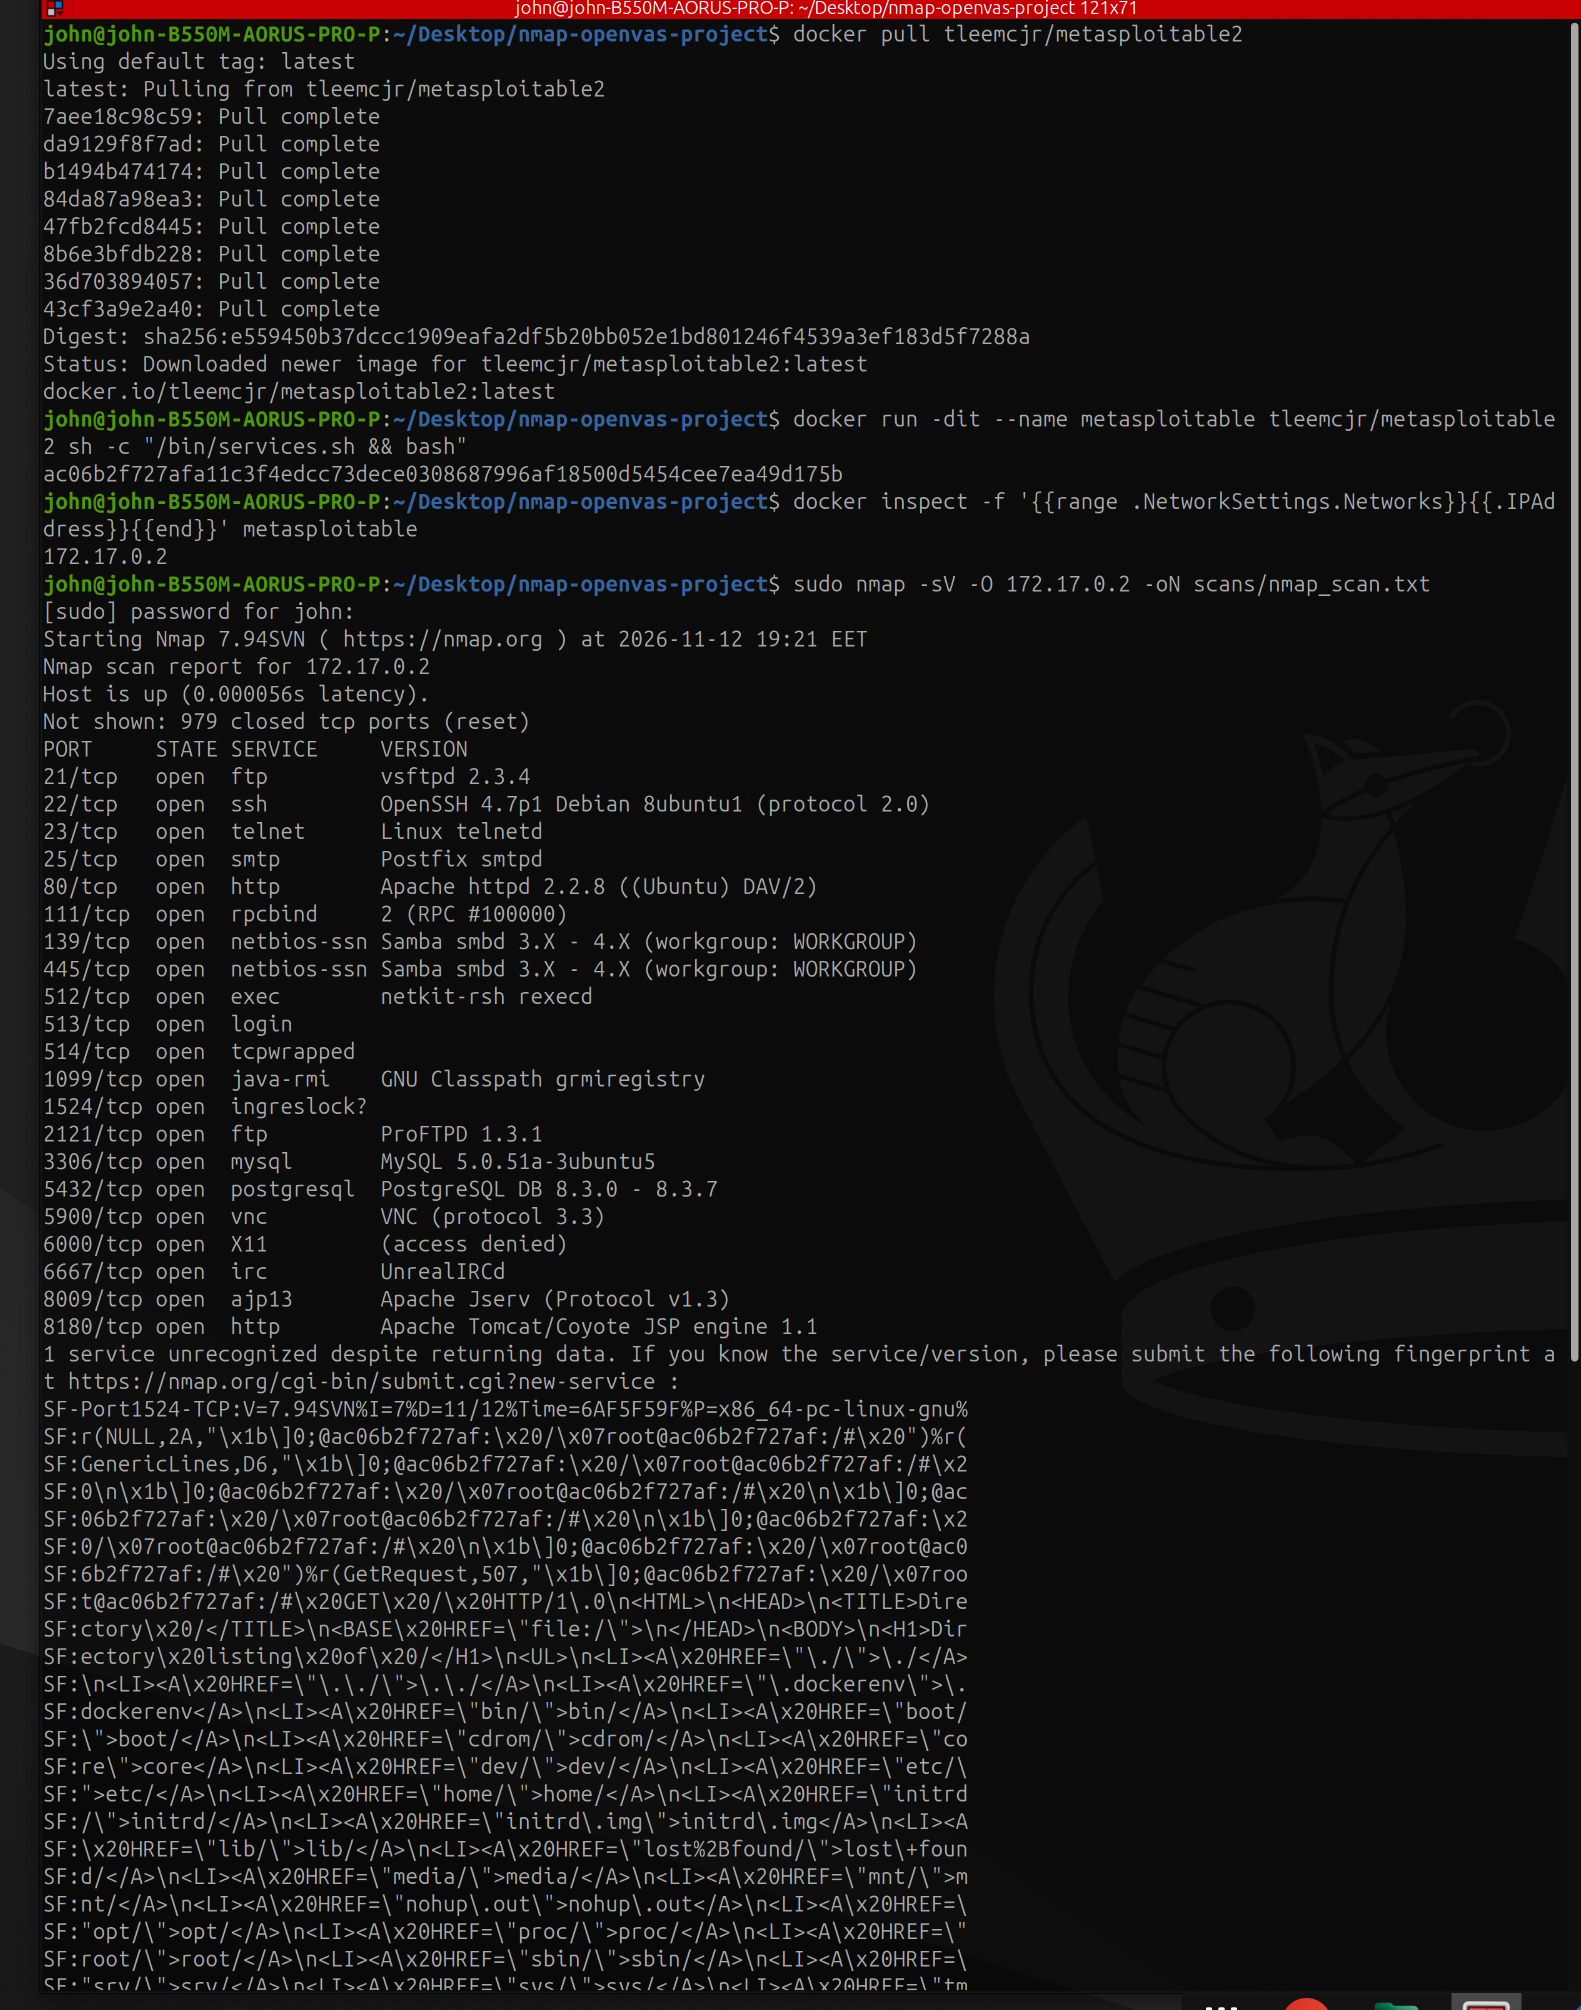 john@john-B550M-AORUS-PRO-P: ~/Desktop/nmap-openvas-project 121x71
john@john-B550M-AORUS-PRO-P:~/Desktop/nmap-openvas-project$ docker pull tleemcjr/metasploitable2
Using default tag: latest
latest: Pulling from tleemcjr/metasploitable2
7aee18c98c59: Pull complete
da9129f8f7ad: Pull complete
b1494b474174: Pull complete
84da87a98ea3: Pull complete
47fb2fcd8445: Pull complete
8b6e3bfdb228: Pull complete
36d703894057: Pull complete
43cf3a9e2a40: Pull complete
Digest: sha256:e559450b37dccc1909eafa2df5b20bb052e1bd801246f4539a3ef183d5f7288a
Status: Downloaded newer image for tleemcjr/metasploitable2:latest
docker.io/tleemcjr/metasploitable2:latest
john@john-B550M-AORUS-PRO-P:~/Desktop/nmap-openvas-project$ docker run -dit --name metasploitable tleemcjr/metasploitable
2 sh -c "/bin/services.sh && bash"
ac06b2f727afa11c3f4edcc73dece0308687996af18500d5454cee7ea49d175b
john@john-B550M-AORUS-PRO-P:~/Desktop/nmap-openvas-project$ docker inspect -f '{{range .NetworkSettings.Networks}}{{.IPAd
dress}}{{end}}' metasploitable
172.17.0.2
john@john-B550M-AORUS-PRO-P:~/Desktop/nmap-openvas-project$ sudo nmap -sV -O 172.17.0.2 -oN scans/nmap_scan.txt
[sudo] password for john:
Starting Nmap 7.94SVN ( https://nmap.org ) at 2026-11-12 19:21 EET
Nmap scan report for 172.17.0.2
Host is up (0.000056s latency).
Not shown: 979 closed tcp ports (reset)
PORT     STATE SERVICE     VERSION
21/tcp   open  ftp         vsftpd 2.3.4
22/tcp   open  ssh         OpenSSH 4.7p1 Debian 8ubuntu1 (protocol 2.0)
23/tcp   open  telnet      Linux telnetd
25/tcp   open  smtp        Postfix smtpd
80/tcp   open  http        Apache httpd 2.2.8 ((Ubuntu) DAV/2)
111/tcp  open  rpcbind     2 (RPC #100000)
139/tcp  open  netbios-ssn Samba smbd 3.X - 4.X (workgroup: WORKGROUP)
445/tcp  open  netbios-ssn Samba smbd 3.X - 4.X (workgroup: WORKGROUP)
512/tcp  open  exec        netkit-rsh rexecd
513/tcp  open  login
514/tcp  open  tcpwrapped
1099/tcp open  java-rmi    GNU Classpath grmiregistry
1524/tcp open  ingreslock?
2121/tcp open  ftp         ProFTPD 1.3.1
3306/tcp open  mysql       MySQL 5.0.51a-3ubuntu5
5432/tcp open  postgresql  PostgreSQL DB 8.3.0 - 8.3.7
5900/tcp open  vnc         VNC (protocol 3.3)
6000/tcp open  X11         (access denied)
6667/tcp open  irc         UnrealIRCd
8009/tcp open  ajp13       Apache Jserv (Protocol v1.3)
8180/tcp open  http        Apache Tomcat/Coyote JSP engine 1.1
1 service unrecognized despite returning data. If you know the service/version, please submit the following fingerprint a
t https://nmap.org/cgi-bin/submit.cgi?new-service :
SF-Port1524-TCP:V=7.94SVN%I=7%D=11/12%Time=6AF5F59F%P=x86_64-pc-linux-gnu%
SF:r(NULL,2A,"\x1b\]0;@ac06b2f727af:\x20/\x07root@ac06b2f727af:/#\x20")%r(
SF:GenericLines,D6,"\x1b\]0;@ac06b2f727af:\x20/\x07root@ac06b2f727af:/#\x2
SF:0\n\x1b\]0;@ac06b2f727af:\x20/\x07root@ac06b2f727af:/#\x20\n\x1b\]0;@ac
SF:06b2f727af:\x20/\x07root@ac06b2f727af:/#\x20\n\x1b\]0;@ac06b2f727af:\x2
SF:0/\x07root@ac06b2f727af:/#\x20\n\x1b\]0;@ac06b2f727af:\x20/\x07root@ac0
SF:6b2f727af:/#\x20")%r(GetRequest,507,"\x1b\]0;@ac06b2f727af:\x20/\x07roo
SF:t@ac06b2f727af:/#\x20GET\x20/\x20HTTP/1\.0\n<HTML>\n<HEAD>\n<TITLE>Dire
SF:ctory\x20/</TITLE>\n<BASE\x20HREF=\"file:/\">\n</HEAD>\n<BODY>\n<H1>Dir
SF:ectory\x20listing\x20of\x20/</H1>\n<UL>\n<LI><A\x20HREF=\"\./\">\./</A>
SF:\n<LI><A\x20HREF=\"\.\./\">\.\./</A>\n<LI><A\x20HREF=\"\.dockerenv\">\.
SF:dockerenv</A>\n<LI><A\x20HREF=\"bin/\">bin/</A>\n<LI><A\x20HREF=\"boot/
SF:\">boot/</A>\n<LI><A\x20HREF=\"cdrom/\">cdrom/</A>\n<LI><A\x20HREF=\"co
SF:re\">core</A>\n<LI><A\x20HREF=\"dev/\">dev/</A>\n<LI><A\x20HREF=\"etc/\
SF:">etc/</A>\n<LI><A\x20HREF=\"home/\">home/</A>\n<LI><A\x20HREF=\"initrd
SF:/\">initrd/</A>\n<LI><A\x20HREF=\"initrd\.img\">initrd\.img</A>\n<LI><A
SF:\x20HREF=\"lib/\">lib/</A>\n<LI><A\x20HREF=\"lost%2Bfound/\">lost\+foun
SF:d/</A>\n<LI><A\x20HREF=\"media/\">media/</A>\n<LI><A\x20HREF=\"mnt/\">m
SF:nt/</A>\n<LI><A\x20HREF=\"nohup\.out\">nohup\.out</A>\n<LI><A\x20HREF=\
SF:"opt/\">opt/</A>\n<LI><A\x20HREF=\"proc/\">proc/</A>\n<LI><A\x20HREF=\"
SF:root/\">root/</A>\n<LI><A\x20HREF=\"sbin/\">sbin/</A>\n<LI><A\x20HREF=\
SF:"srv/\">srv/</A>\n<LI><A\x20HREF=\"sys/\">sys/</A>\n<LI><A\x20HREF=\"tm